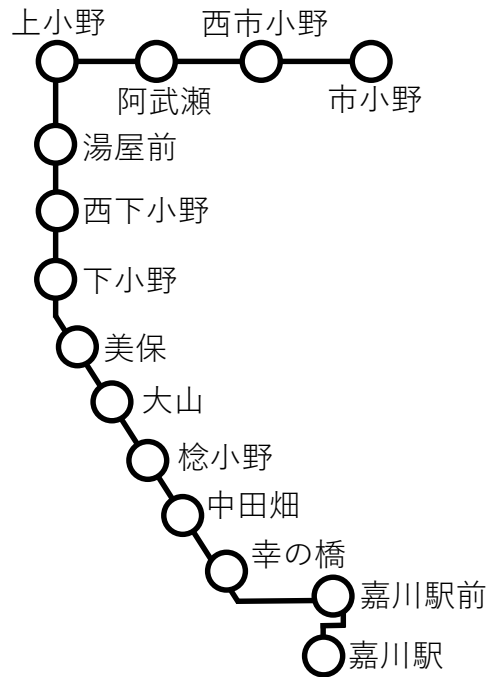 上小野
西市小野
阿武瀬
市小野
湯屋前
西下小野
下小野
美保
大山
棯小野
中田畑
幸の橋
嘉川駅前
嘉川駅